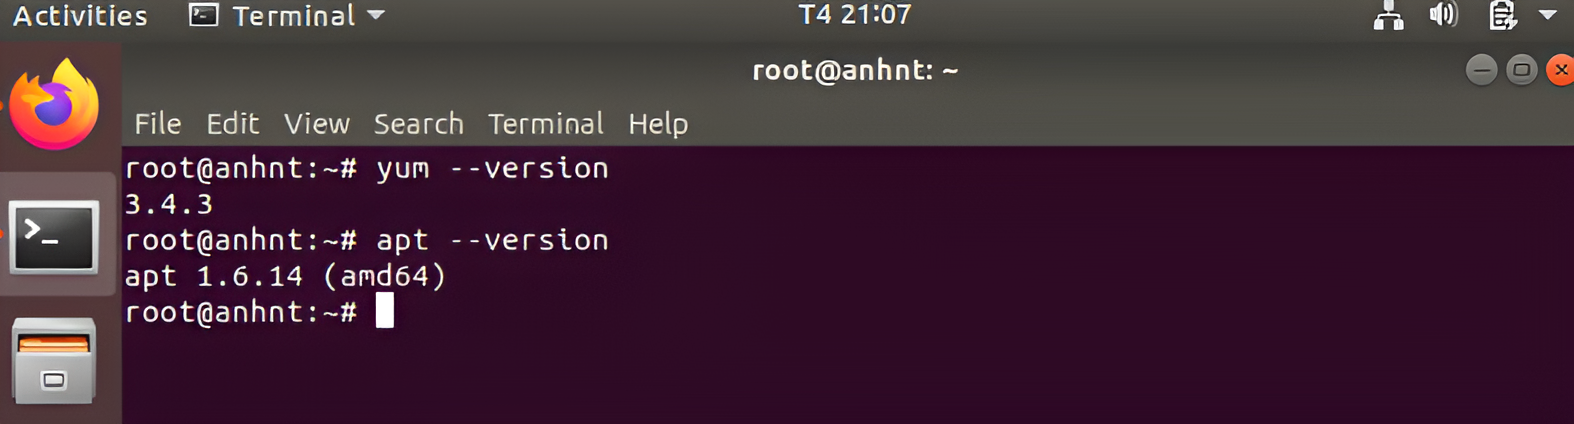 Activities Terminal T4 21:07
root@anhnt: ~
File Edit View Search Terminal Help
root@anhnt:~# yum --version
3.4.3
root@anhnt:~# apt --version
apt 1.6.14 (amd64)
root@anhnt:~#